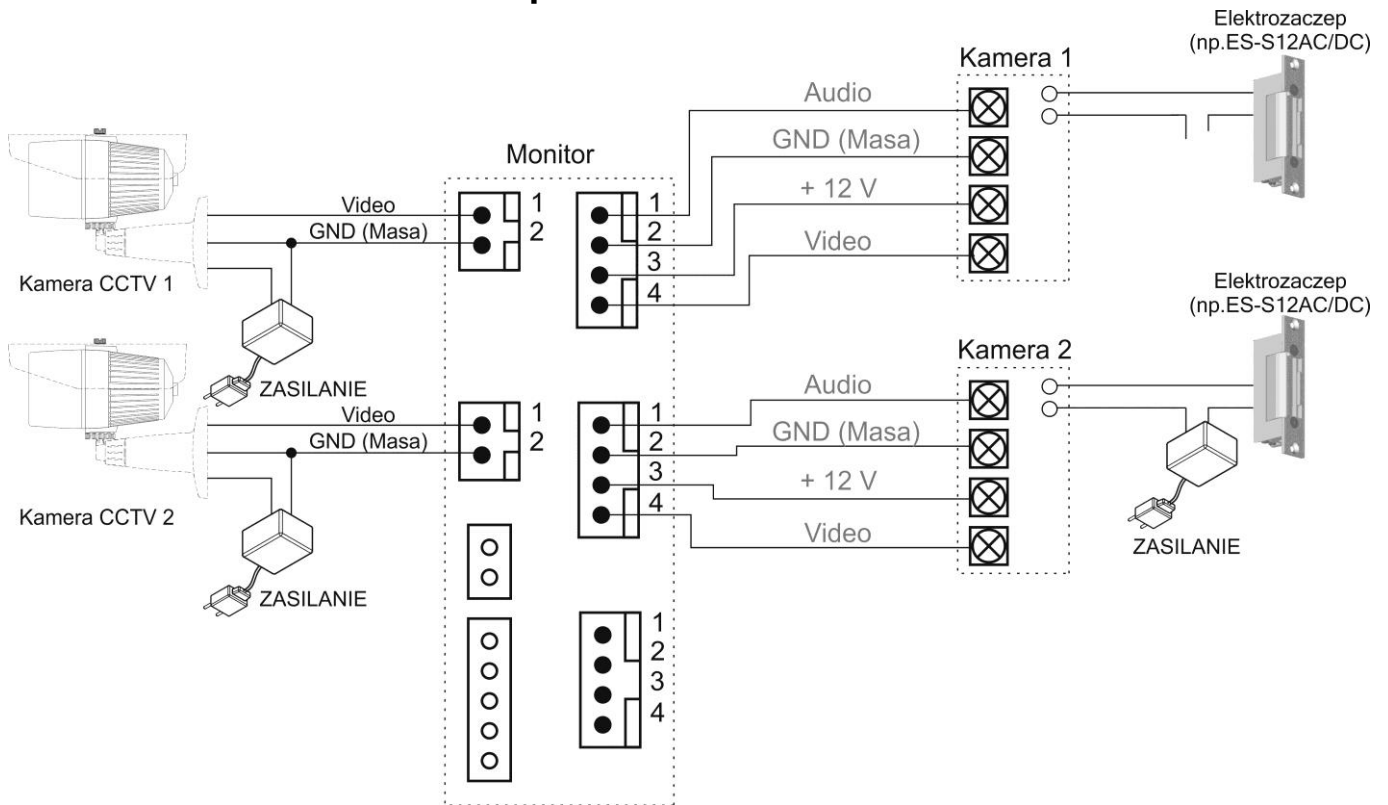 Elektrozaczep
(np.ES-S12AC/DC)
Kamera 1
Audio
GND (Masa)
+ 12 V
Video
Monitor
1
2
1
2
3
4
Video
GND (Masa)
Kamera CCTV 1
ZASILANIE
Elektrozaczep
(np.ES-S12AC/DC)
Kamera 2
Audio
GND (Masa)
+ 12 V
Video
ZASILANIE
1
2
1
2
3
4
Video
GND (Masa)
Kamera CCTV 2
ZASILANIE
1
2
3
4